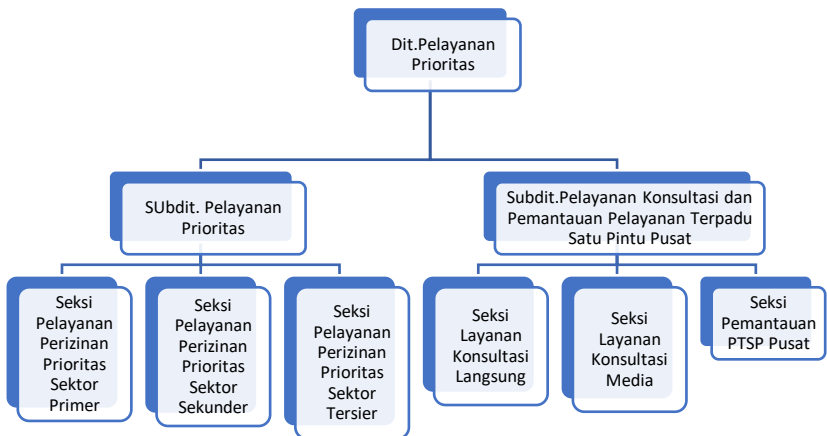 Dit.Pelayanan
Prioritas
SUbdit. Pelayanan
Prioritas
Subdit.Pelayanan Konsultasi dan
Pemantauan Pelayanan Terpadu
Satu Pintu Pusat
Seksi
Pelayanan
Perizinan
Prioritas
Sektor
Primer
Seksi
Pelayanan
Perizinan
Prioritas
Sektor
Sekunder
Seksi
Pelayanan
Perizinan
Prioritas
Sektor
Tersier
Seksi
Layanan
Konsultasi
Langsung
Seksi
Layanan
Konsultasi
Media
Seksi
Pemantauan
PTSP Pusat